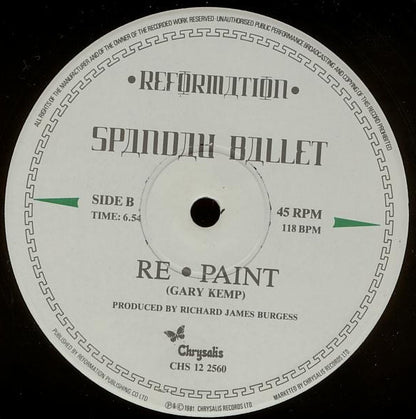 ALL RIGHTS OF THE MANUFACTURER AND OF THE OWNER OF THE RECORDED WORK RESERVED · UNAUTHORISED PUBLIC PERFORMANCE BROADCASTING AND COPYING OF THIS RECORD PROHIBITED
• REFORMATION •
SPANDAU BALLET
SIDE B
TIME: 6.54
45 RPM
118 BPM
RE • PAINT
(GARY KEMP)
PRODUCED BY RICHARD JAMES BURGESS
Chrysalis
CHS 12 2560
PUBLISHED BY REFORMATION PUBLISHING CO LTD
℗ & © 1981 CHRYSALIS RECORDS LTD
MARKETED BY CHRYSALIS RECORDS LTD